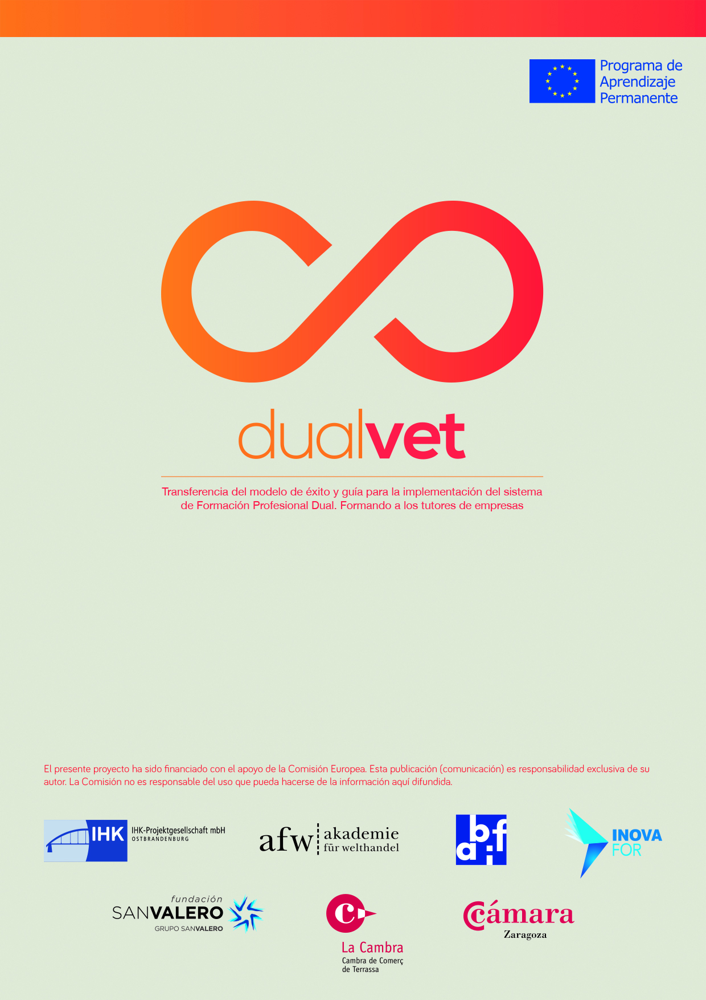 Programa de
Aprendizaje
Permanente
dualvet
Transferencia del modelo de éxito y guía para la implementación del sistema
de Formación Profesional Dual. Formando a los tutores de empresas
El presente proyecto ha sido financiado con el apoyo de la Comisión Europea. Esta publicación (comunicación) es responsabilidad exclusiva de su
autor. La Comisión no es responsable del uso que pueda hacerse de la información aquí difundida.
IHK
IHK-Projektgesellschaft mbH
OSTBRANDENBURG
afw
akademie
für welthandel
abif
INOVA
FOR
fundación
SANVALERO
GRUPO SANVALERO
C
La Cambra
Cambra de Comerç
de Terrassa
Cámara
Zaragoza